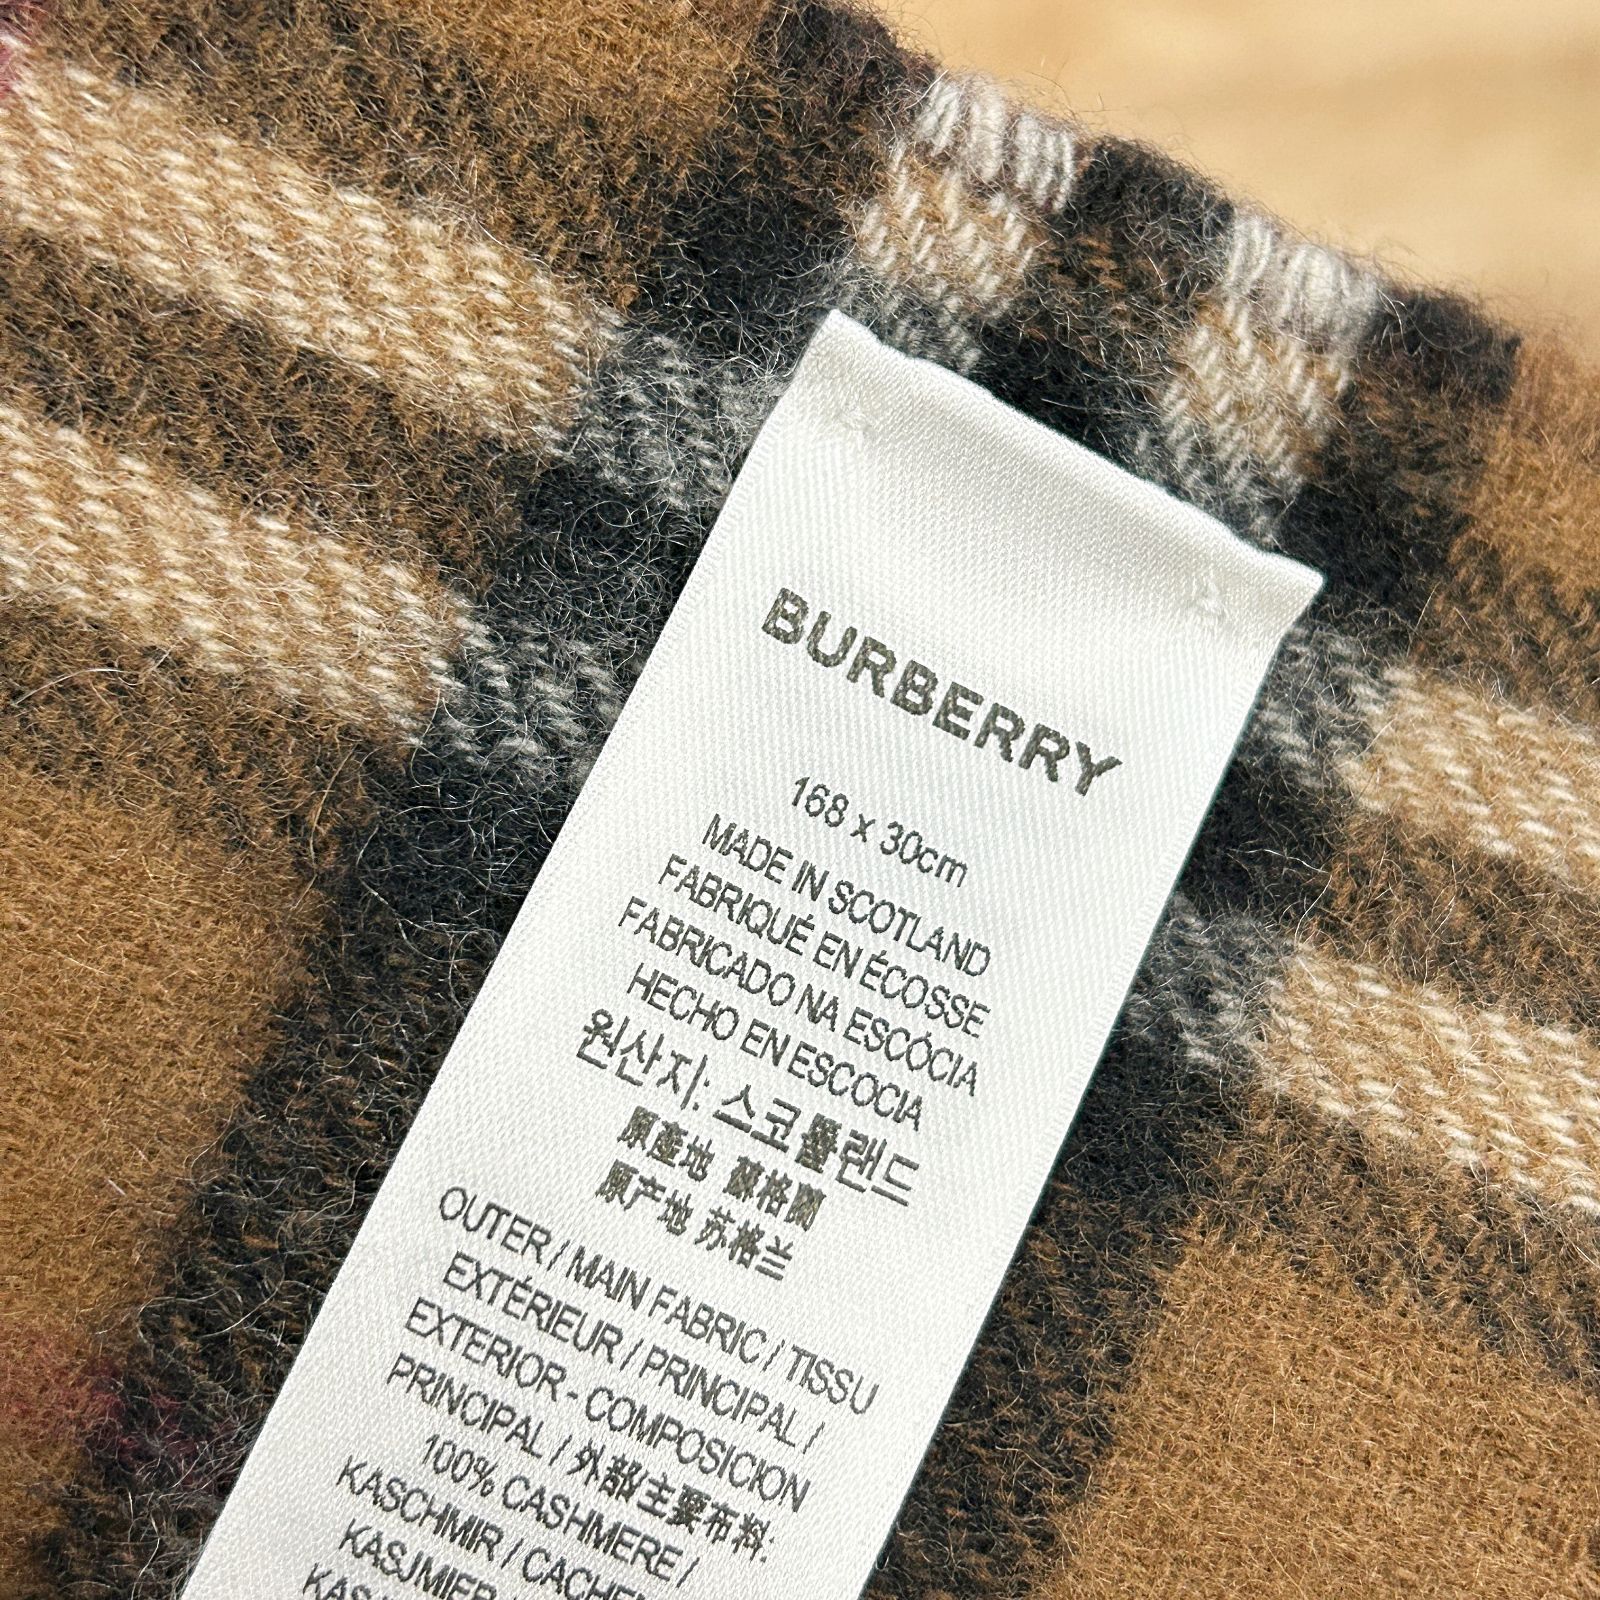 BURBERRY
168 x 30cm
MADE IN SCOTLAND
FABRIQUÉ EN ÉCOSSE
FABRICADO NA ESCÓCIA
HECHO EN ESCOCIA
원산지: 스코틀랜드
原產地 蘇格蘭
原产地 苏格兰
OUTER / MAIN FABRIC / TISSU
EXTÉRIEUR / PRINCIPAL /
EXTERIOR - COMPOSICION
PRINCIPAL / 外部主要布料:
100% CASHMERE /
KASCHMIR /